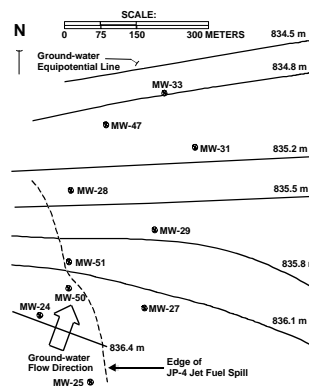 SCALE:
0 75 150 300 METERS
N
834.5 m
Ground-water
Equipotential Line
834.8 m
MW-33
MW-47
MW-31
835.2 m
MW-28
835.5 m
MW-29
MW-51
835.8 m
MW-50
MW-24
MW-27
836.1 m
836.4 m
Ground-water
Flow Direction
Edge of
JP-4 Jet Fuel Spill
MW-25